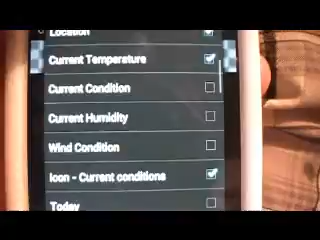 Location
Current Temperature
Current Condition
Current Humidity
Wind Condition
Icon - Current conditions
Today